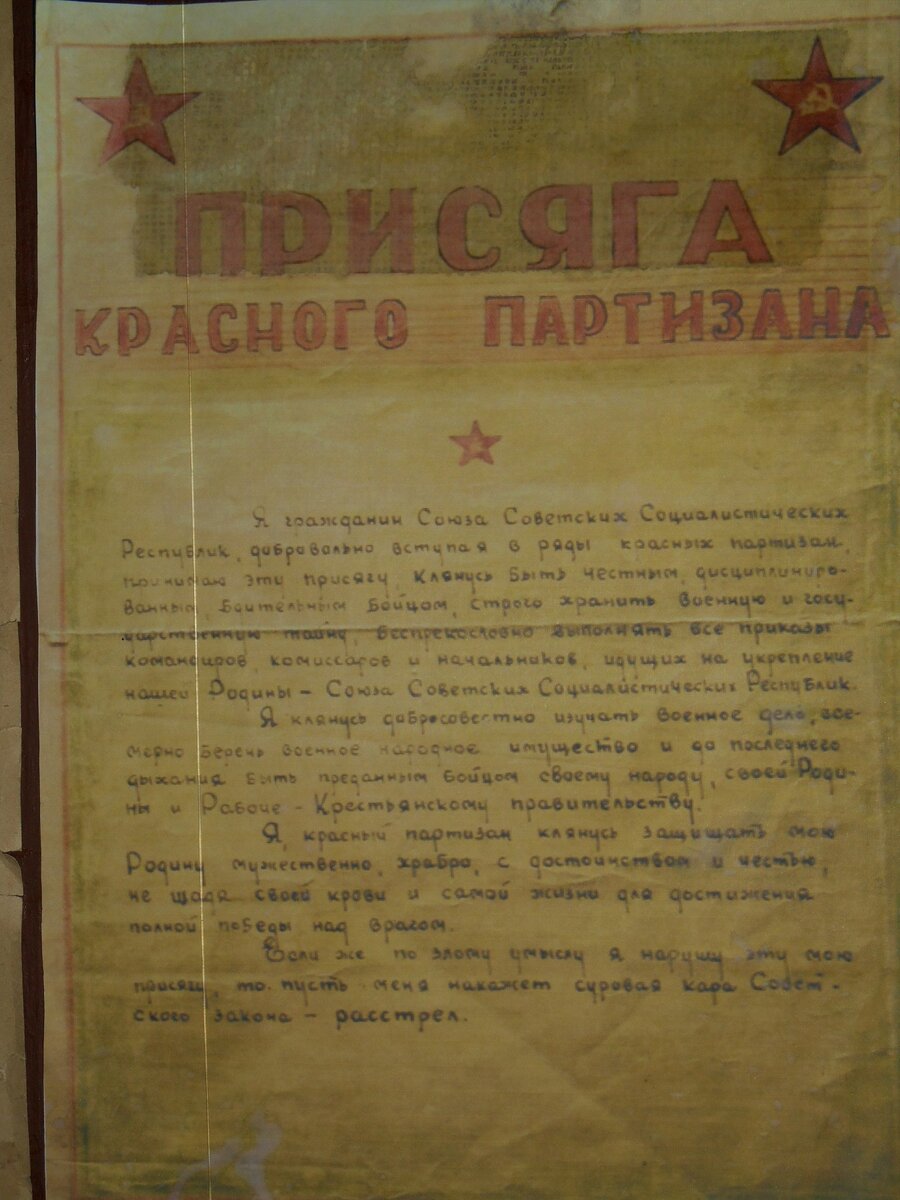 ПРИСЯГА
КРАСНОГО ПАРТИЗАНА
Я гражданин Союза Советских Социалистических
Республик, добровально вступая в ряды красных партизан,
принимаю эту присягу. Клянусь быть честным, дисциплиниро-
ванным, бдительным бойцом, строго хранить военную и госу-
дарственную тайну, беспрекословно выполнять все приказы
командиров, комиссаров и начальников, идущих на укрепление
нашей Родины – Союза Советских Социалистических Республик.
Я клянусь добросовестно изучать военное дело, все-
мерно беречь военное народное имущество и до последнего
дыхания быть преданным бойцом своему народу, своей Роди-
ны и Рабоче – Крестьянскому правительству.
Я, красный партизан клянусь защищать мою
Родину мужественно, храбро, с достоинством и честью,
не щадя своей крови и самой жизни для достижения
полной победы над врагом.
Если же по злому умыслу я нарушу эту мою
присягу, то пусть меня накажет суровая кара Совет-
ского закона – расстрел.